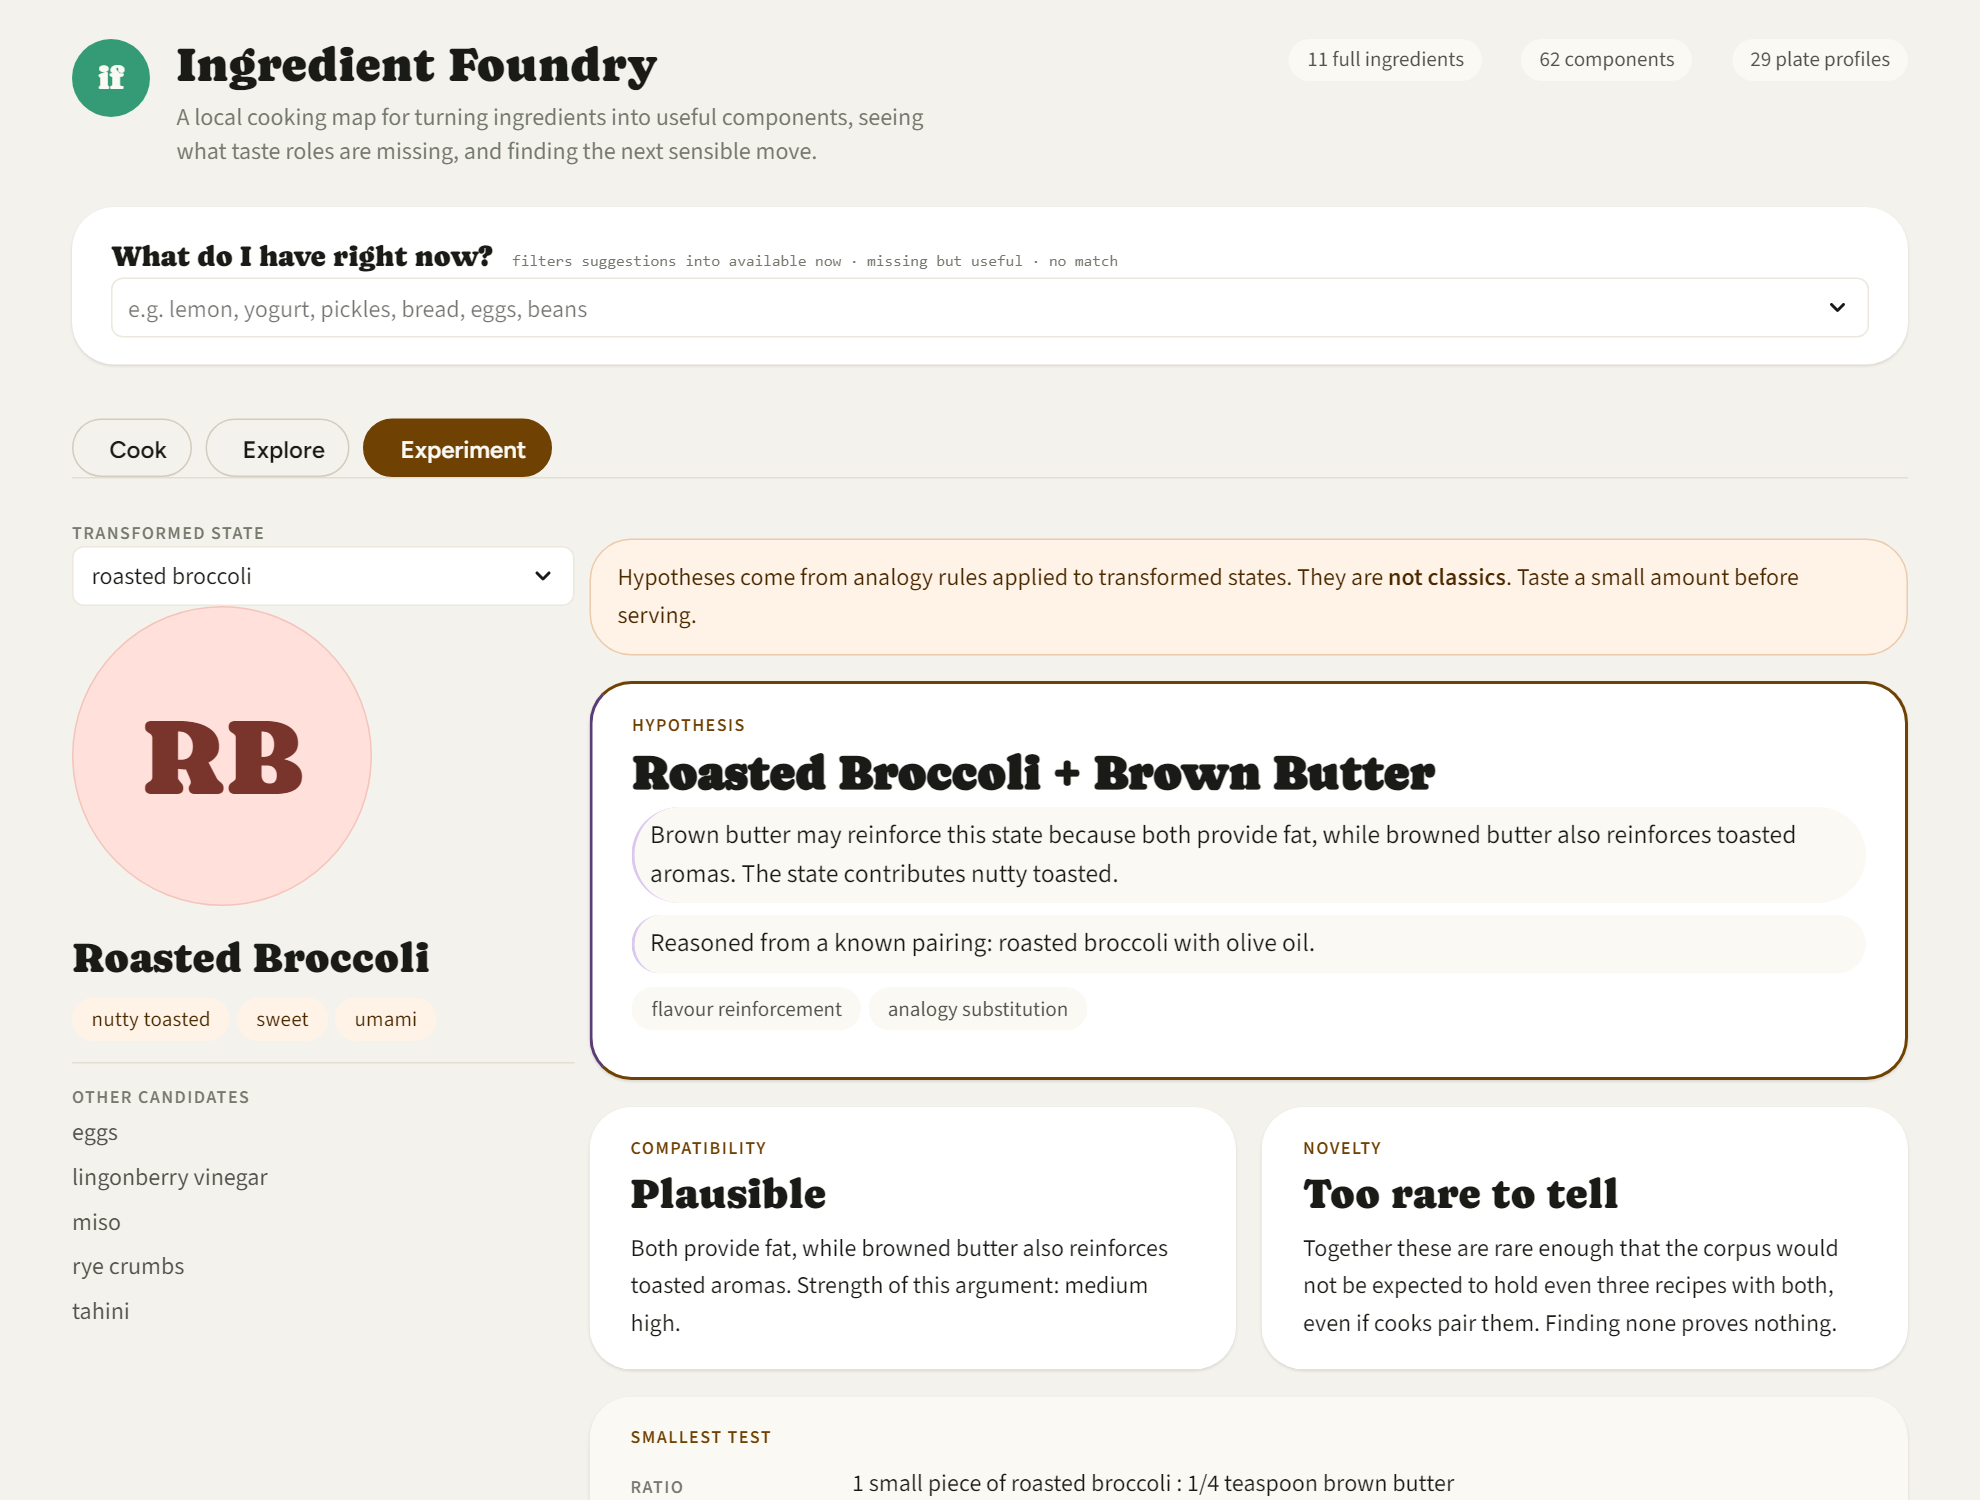 if
Ingredient Foundry
A local cooking map for turning ingredients into useful components, seeing
what taste roles are missing, and finding the next sensible move.
11 full ingredients
62 components
29 plate profiles
What do I have right now?
filters suggestions into available now · missing but useful · no match
e.g. lemon, yogurt, pickles, bread, eggs, beans
Cook
Explore
Experiment
TRANSFORMED STATE
roasted broccoli
RB
Roasted Broccoli
nutty toasted
sweet
umami
OTHER CANDIDATES
eggs
lingonberry vinegar
miso
rye crumbs
tahini
Hypotheses come from analogy rules applied to transformed states. They are not classics. Taste a small amount before
serving.
HYPOTHESIS
Roasted Broccoli + Brown Butter
Brown butter may reinforce this state because both provide fat, while browned butter also reinforces toasted
aromas. The state contributes nutty toasted.
Reasoned from a known pairing: roasted broccoli with olive oil.
flavour reinforcement
analogy substitution
COMPATIBILITY
Plausible
Both provide fat, while browned butter also reinforces
toasted aromas. Strength of this argument: medium
high.
NOVELTY
Too rare to tell
Together these are rare enough that the corpus would
not be expected to hold even three recipes with both,
even if cooks pair them. Finding none proves nothing.
SMALLEST TEST
RATIO
1 small piece of roasted broccoli : 1/4 teaspoon brown butter